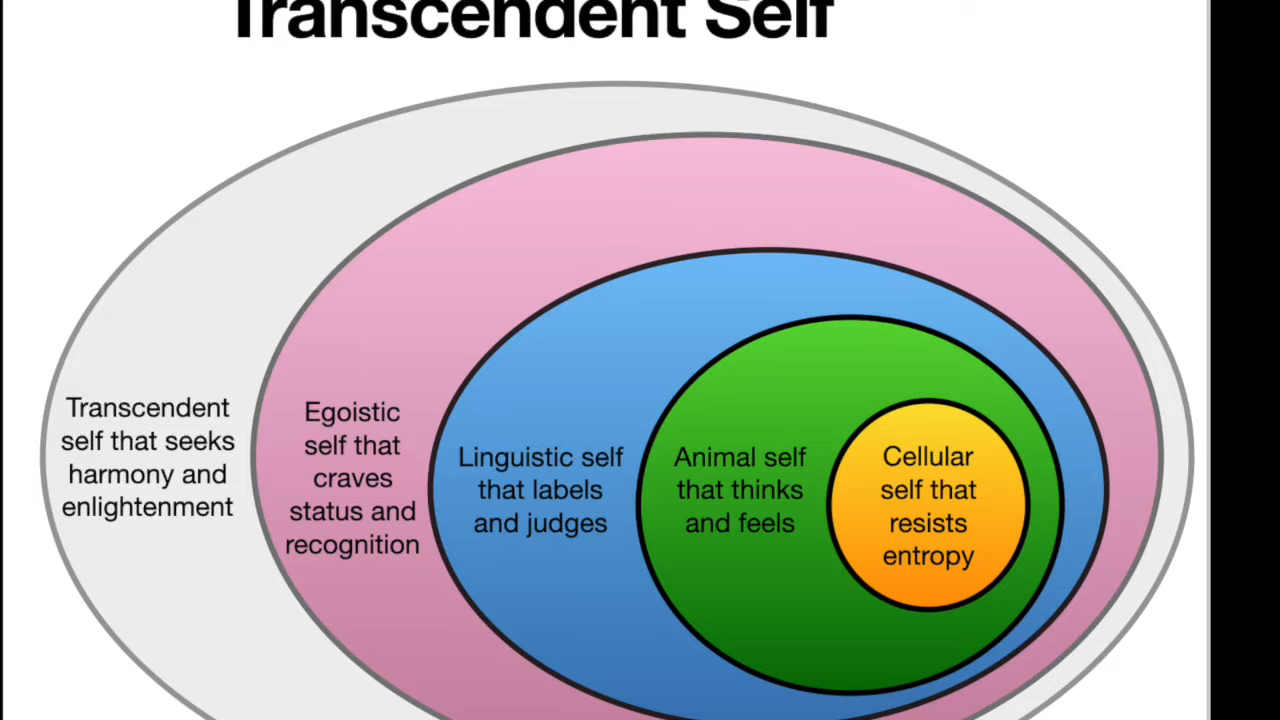 Transcendent Self
Transcendent
self that seeks
harmony and
enlightenment
Egoistic
self that
craves
status and
recognition
Linguistic self
that labels
and judges
Animal self
that thinks
and feels
Cellular
self that
resists
entropy